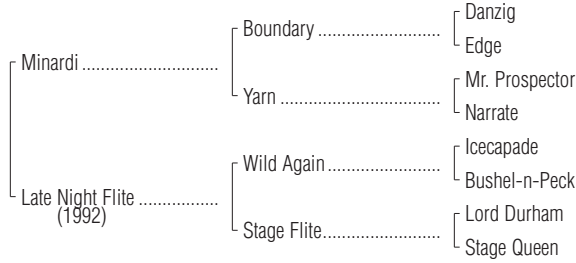 Danzig
Boundary ..............................
Edge
Minardi ............................
Mr. Prospector
Yarn .......................................
Narrate
Icecapade
Wild Again ...........................
Bushel-n-Peck
Late Night Flite ................
(1992)
Lord Durham
Stage Flite.............................
Stage Queen